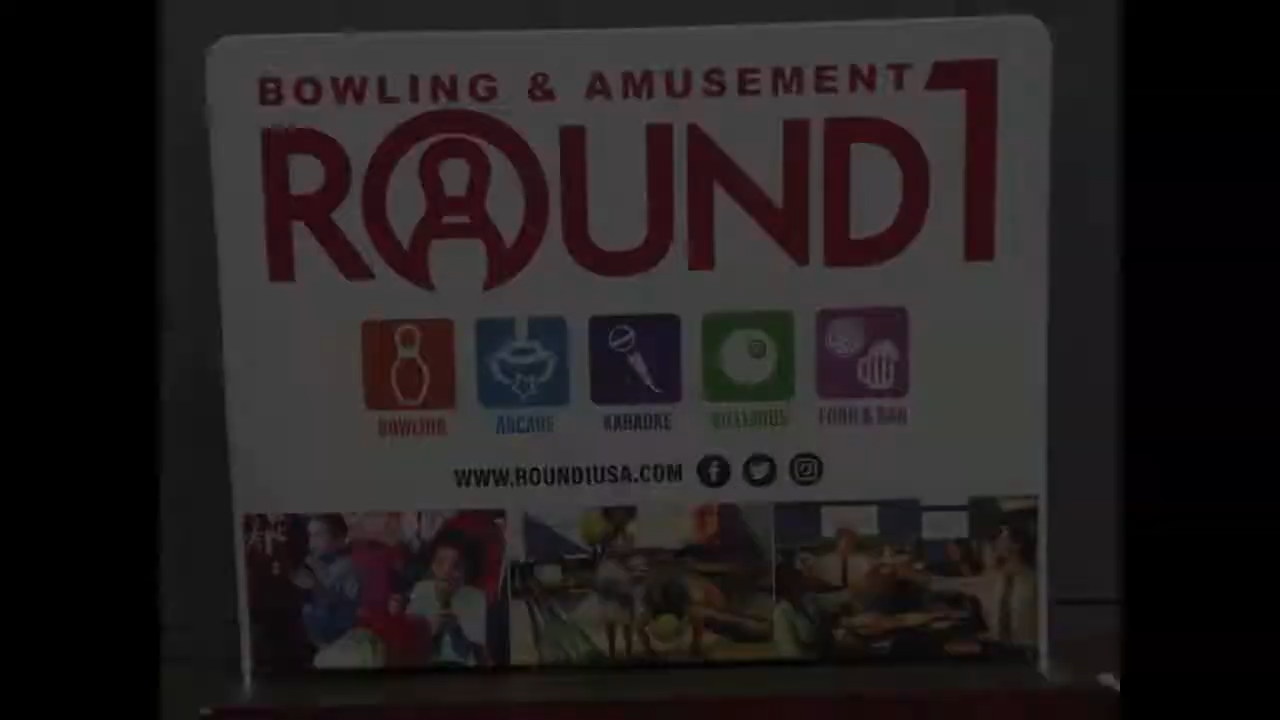 BOWLING & AMUSEMENT
ROUND1
BOWLING
ARCADE
KARAOKE
BILLIARDS
FOOD & BAR
WWW.ROUND1USA.COM